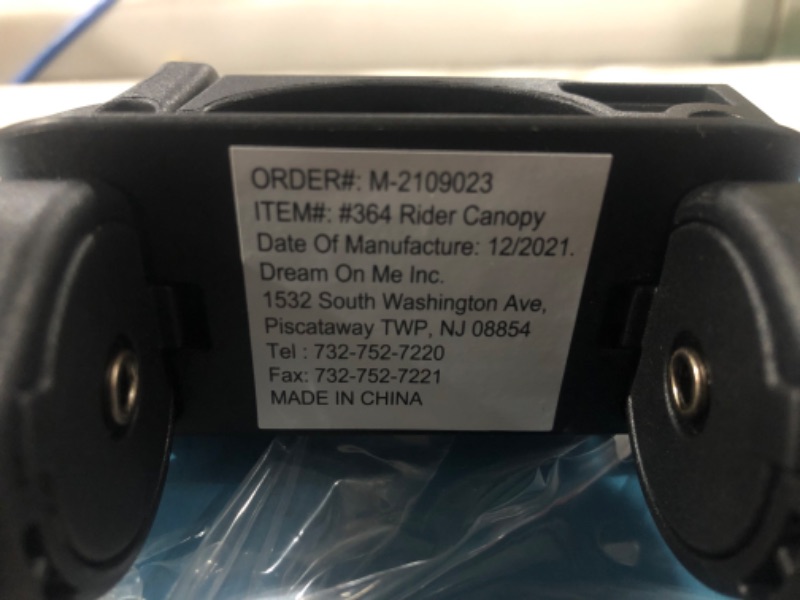 ORDER#: M-2109023
ITEM#: #364 Rider Canopy
Date Of Manufacture: 12/2021.
Dream On Me Inc.
1532 South Washington Ave,
Piscataway TWP, NJ 08854
Tel : 732-752-7220
Fax: 732-752-7221
MADE IN CHINA